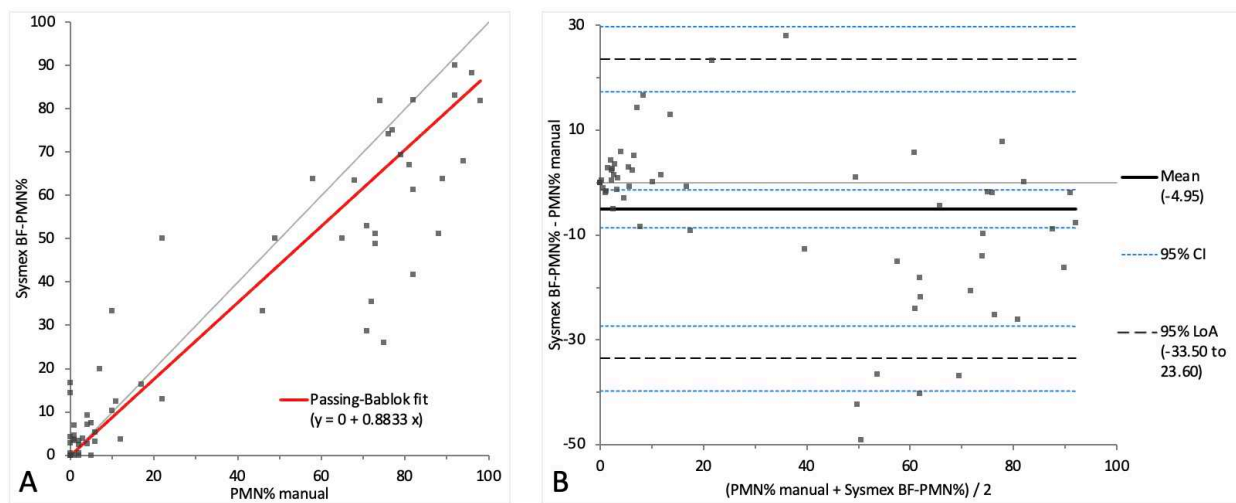 100
90
80
70
60
50
40
30
20
10
0
Sysmex BF-PMN%
0
20
40
60
80
100
PMN% manual
Passing-Bablok fit
(y = 0 + 0.8833 x)
A
30
10
-10
-30
-50
Sysmex BF-PMN% - PMN% manual
0
20
40
60
80
100
(PMN% manual + Sysmex BF-PMN%) / 2
Mean
(-4.95)
95% CI
95% LoA
(-33.50 to
23.60)
B